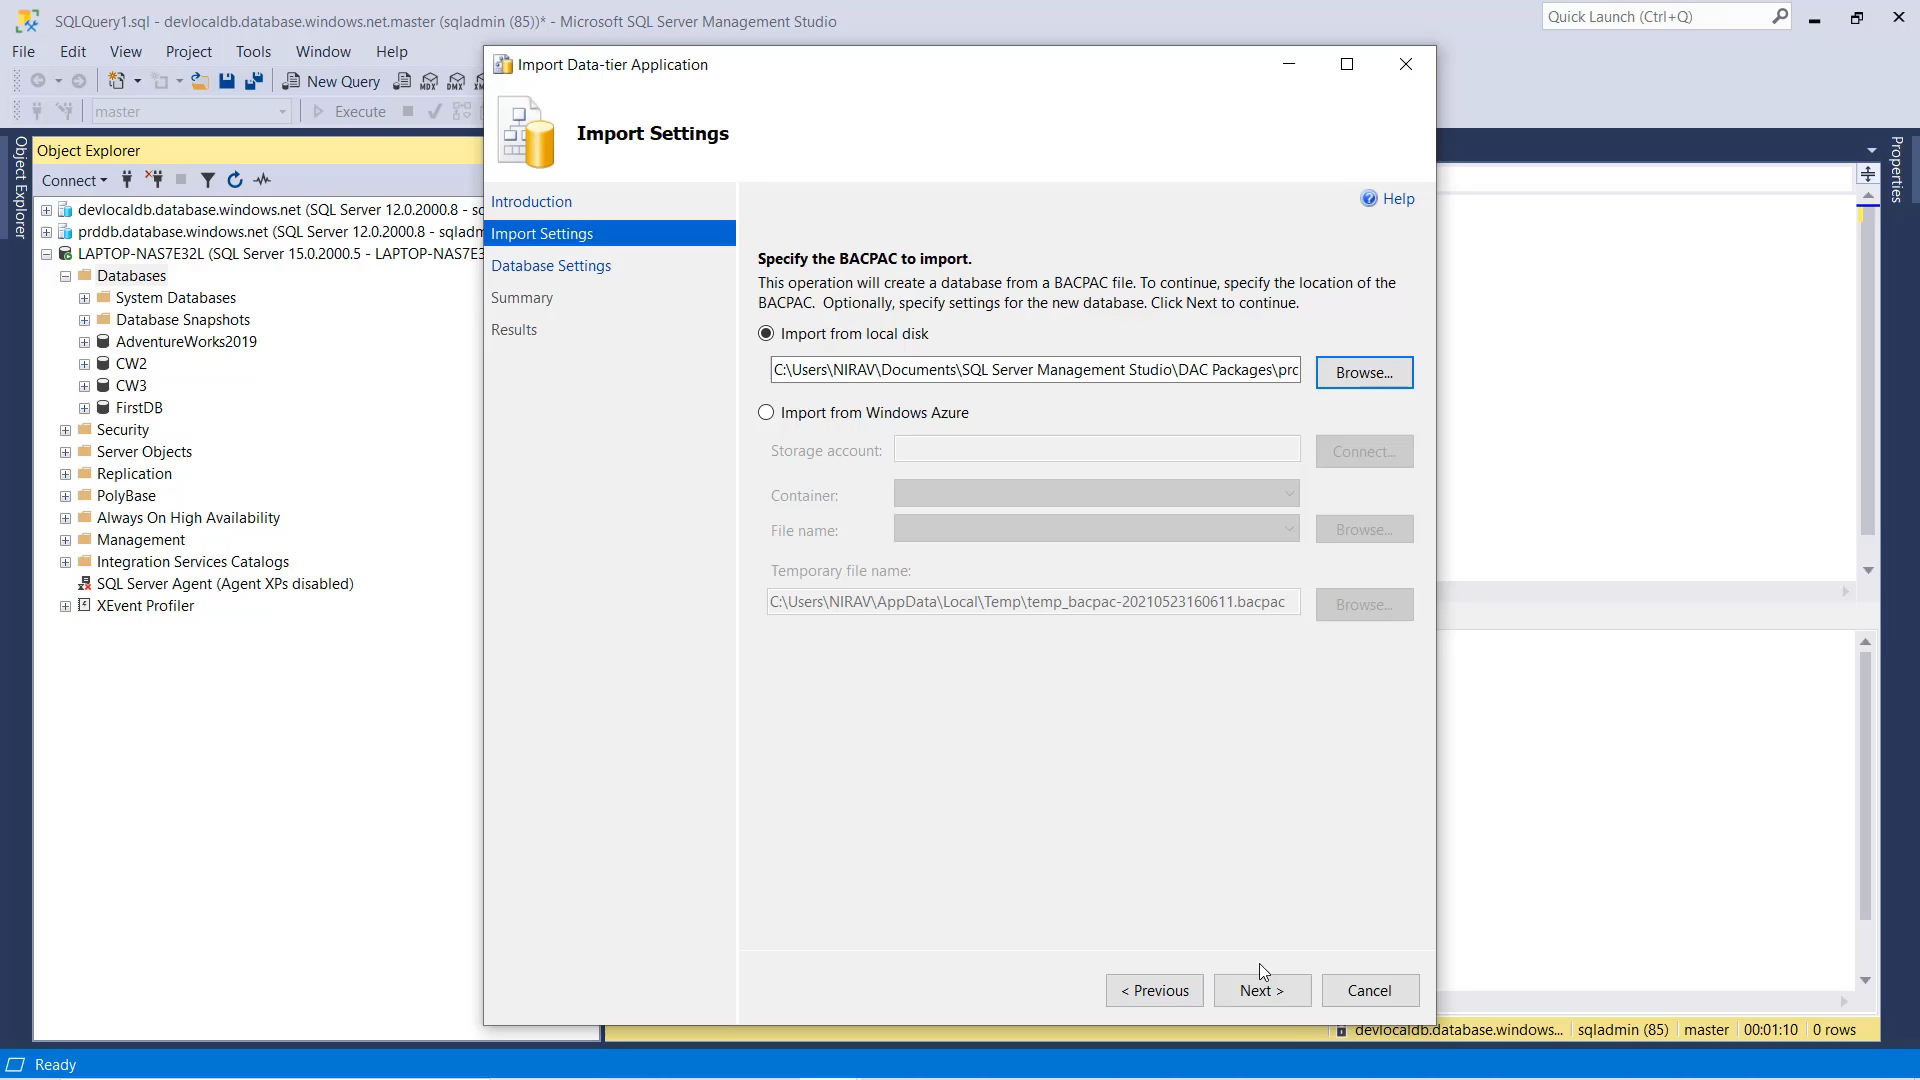 SQLQuery1.sql - devlocaldb.database.windows.net.master (sqladmin (85))* - Microsoft SQL Server Management Studio
Quick Launch (Ctrl+Q)
File Edit View Project Tools Window Help
New Query
MDX DMX
master
Execute
Import Data-tier Application
Import Settings
Object Explorer
Object Explorer
Properties
Connect
devlocaldb.database.windows.net (SQL Server 12.0.2000.8 - sq
prddb.database.windows.net (SQL Server 12.0.2000.8 - sqladm
LAPTOP-NAS7E32L (SQL Server 15.0.2000.5 - LAPTOP-NAS7E3
Databases
System Databases
Database Snapshots
AdventureWorks2019
CW2
CW3
FirstDB
Security
Server Objects
Replication
PolyBase
Always On High Availability
Management
Integration Services Catalogs
SQL Server Agent (Agent XPs disabled)
XEvent Profiler
Introduction
Import Settings
Database Settings
Summary
Results
Help
Specify the BACPAC to import.
This operation will create a database from a BACPAC file. To continue, specify the location of the
BACPAC.  Optionally, specify settings for the new database. Click Next to continue.
Import from local disk
C:\Users\NIRAV\Documents\SQL Server Management Studio\DAC Packages\prc
Browse...
Import from Windows Azure
Storage account:
Connect...
Container:
File name:
Browse...
Temporary file name:
C:\Users\NIRAV\AppData\Local\Temp\temp_bacpac-20210523160611.bacpac
Browse...
< Previous
Next >
Cancel
devlocaldb.database.windows... sqladmin (85) master 00:01:10 0 rows
Ready